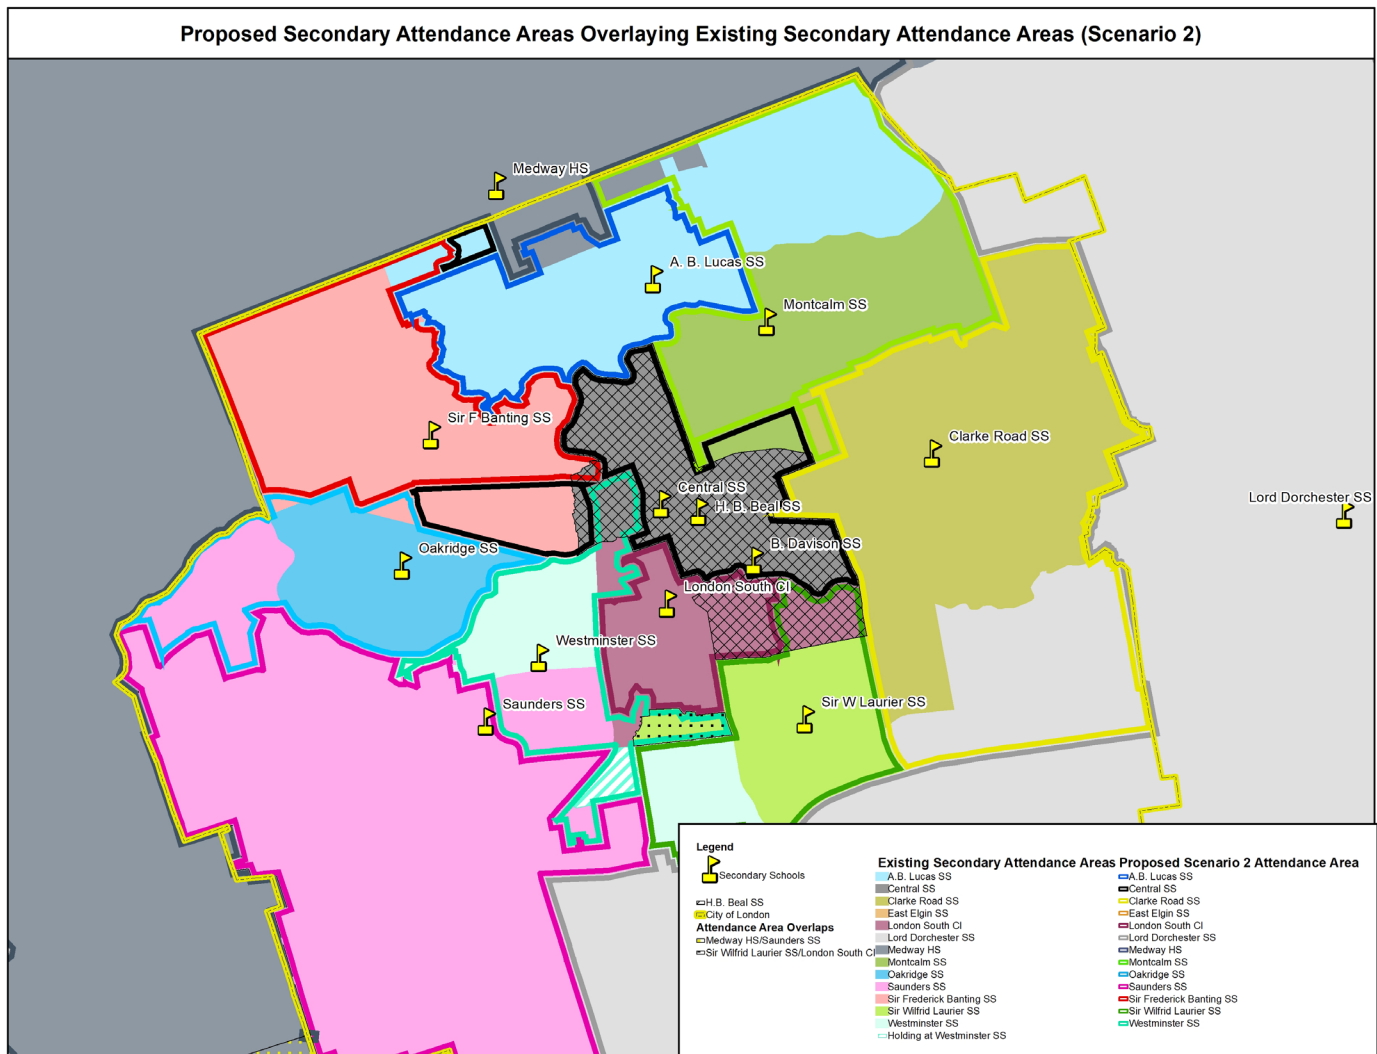 Proposed Secondary Attendance Areas Overlaying Existing Secondary Attendance Areas (Scenario 2)
Medway HS
A. B. Lucas SS
Montcalm SS
Sir F Banting SS
Clarke Road SS
Central SS
H. B. Beal SS
Lord Dorchester SS
B. Davison SS
Oakridge SS
London South CI
Westminster SS
Saunders SS
Sir W Laurier SS
Legend
Secondary Schools
H.B. Beal SS
City of London
Attendance Area Overlaps
Medway HS/Saunders SS
Sir Wilfrid Laurier SS/London South CI
Existing Secondary Attendance Areas
A.B. Lucas SS
Central SS
Clarke Road SS
East Elgin SS
London South CI
Lord Dorchester SS
Medway HS
Montcalm SS
Oakridge SS
Saunders SS
Sir Frederick Banting SS
Sir Wilfrid Laurier SS
Westminster SS
Holding at Westminster SS
Proposed Scenario 2 Attendance Area
A.B. Lucas SS
Central SS
Clarke Road SS
East Elgin SS
London South CI
Lord Dorchester SS
Medway HS
Montcalm SS
Oakridge SS
Saunders SS
Sir Frederick Banting SS
Sir Wilfrid Laurier SS
Westminster SS